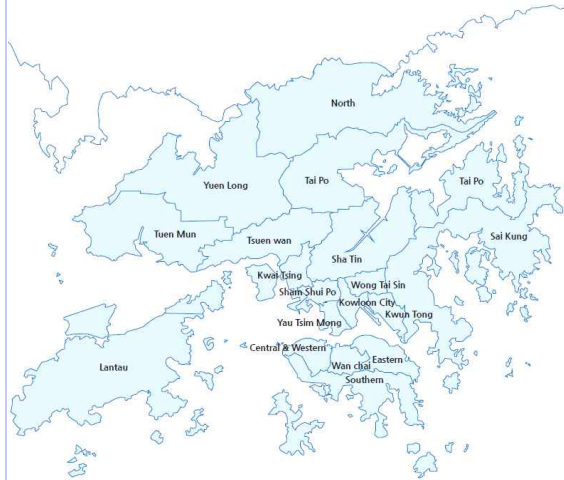 North
Tai Po
Yuen Long
Tai Po
Tuen Mun
Tsuen wan
Sai Kung
Sha Tin
Kwai Tsing
Wong Tai Sin
Sham Shui Po
Kowloon City
Kwun Tong
Yau Tsim Mong
Central & Western
Eastern
Wan chai
Lantau
Southern